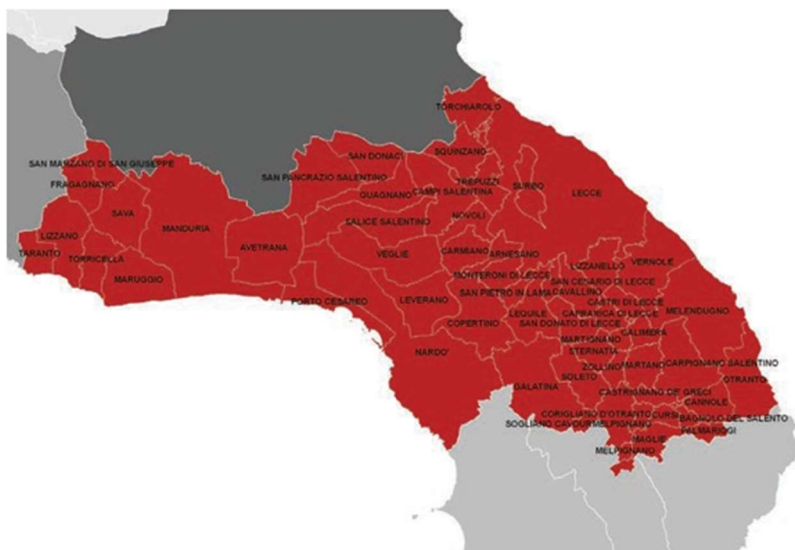 TORCHIAROLO
SQUINZANO
SAN DONACI
SAN MANZANO DI SAN GIUSEPPE
SAN PANCRAZIO SALENTINO
TREPUZZI
FRAGAGNANO
SURBO
CAMPI SALENTINA
LECCE
GUAGNANO
SAVA
NOVOLI
SALICE SALENTINO
MANDURIA
LIZZANO
AVETRANA
CARMIANO
ARNESANO
TARANTO
VEGLIE
TORRICELLA
VERNOLE
LIZZANELLO
MONTERONI DI LECCE
MARUGGIO
SAN CESARIO DI LECCE
SAN PIETRO IN LAMA
CAVALLINO
PORTO CESAREO
LEVERANO
CASTRI DI LECCE
MELENDUGNO
LEQUILE
CAPRARICA DI LECCE
COPERTINO
SAN DONATO DI LECCE
CALIMERA
MARTIGNANO
NARDO'
STERNATIA
ZOLLINO
MARTANO
CARPIGNANO SALENTINO
SOLETO
OTRANTO
GALATINA
CASTRIGNANO DE' GRECI
CANNOLE
CORIGLIANO D'OTRANTO
CURSI
BAGNOLO DEL SALENTO
SOGLIANO CAVOUR
MELPIGNANO
PALMARIGGI
MAGLIE
MELPIGNANO